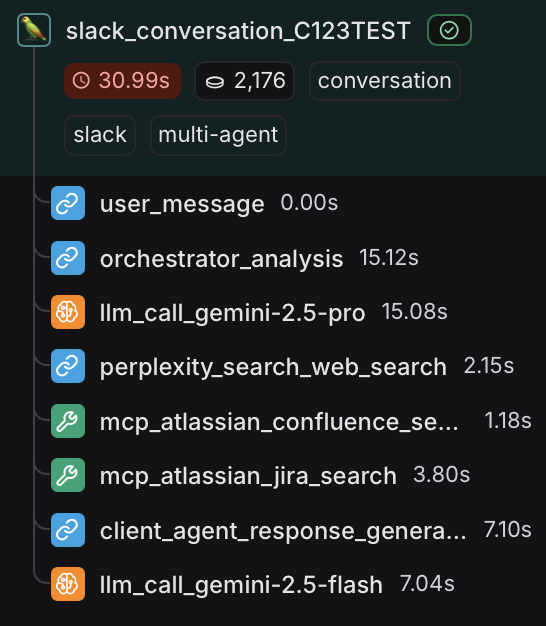 slack_conversation_C123TEST
30.99s 2,176 conversation
slack multi-agent
user_message 0.00s
orchestrator_analysis 15.12s
llm_call_gemini-2.5-pro 15.08s
perplexity_search_web_search 2.15s
mcp_atlassian_confluence_se... 1.18s
mcp_atlassian_jira_search 3.80s
client_agent_response_genera... 7.10s
llm_call_gemini-2.5-flash 7.04s